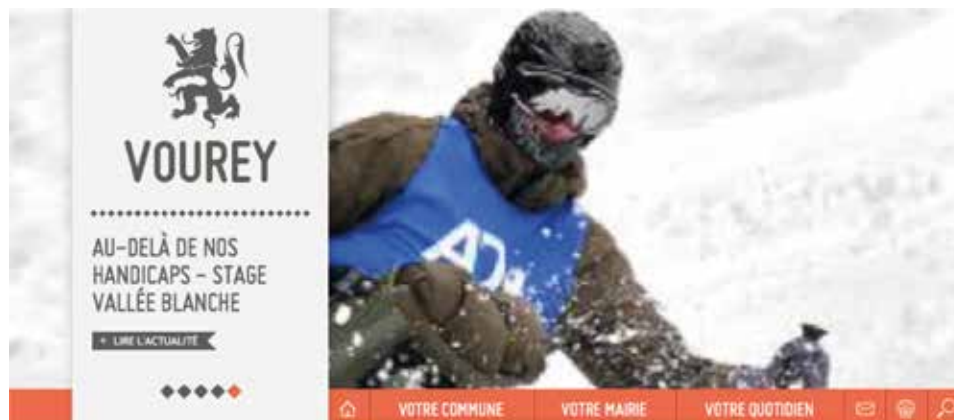 VOUREY
AU-DELÀ DE NOS
HANDICAPS - STAGE
VALLÉE BLANCHE
+ LIRE L'ACTUALITÉ
VOTRE COMMUNE
VOTRE MAIRIE
VOTRE QUOTIDIEN